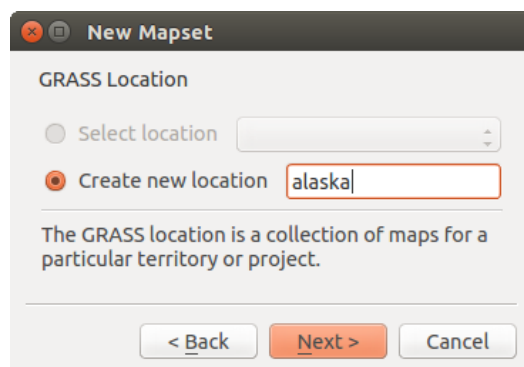 New Mapset
GRASS Location
Select location
Create new location alaska
The GRASS location is a collection of maps for a
particular territory or project.
< Back Next > Cancel